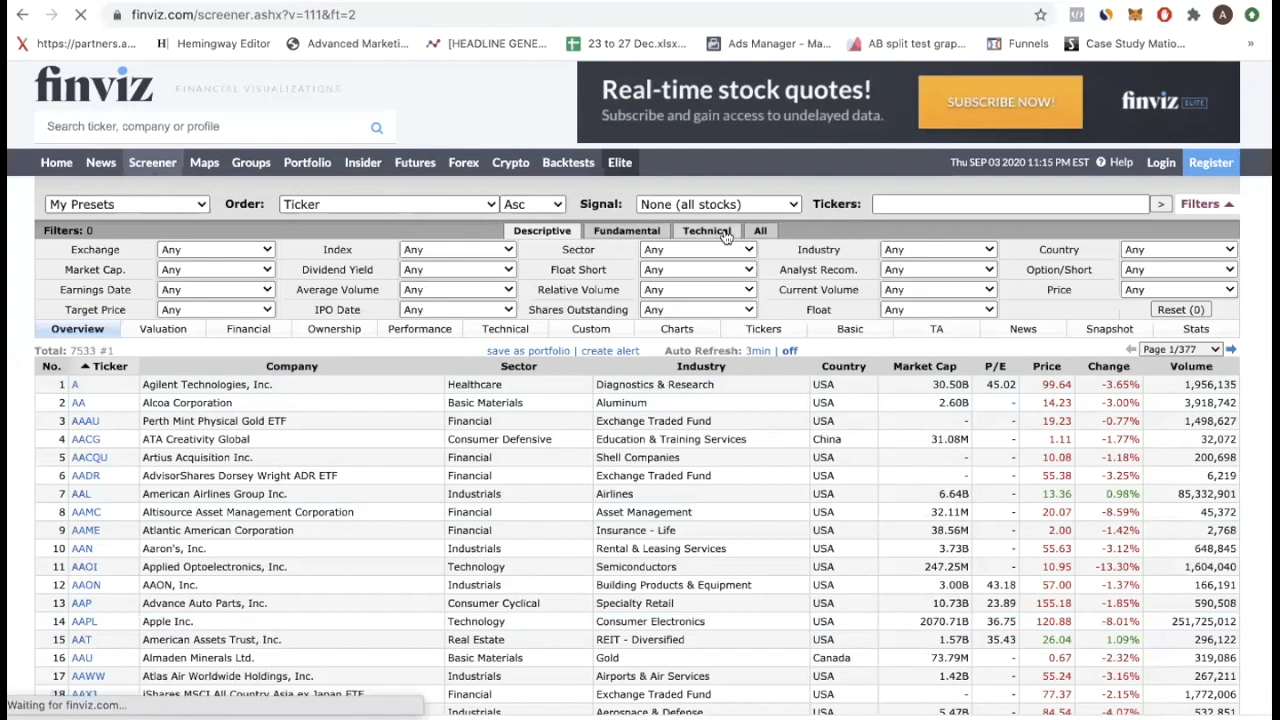 finviz.com/screener.ashx?v=111&ft=2
A
https://partners.a... Hemingway Editor Advanced Marketi... [HEADLINE GENE... 23 to 27 Dec.xlsx... Ads Manager - Ma... AB split test grap... Funnels Case Study Matio... »
finviz FINANCIAL VISUALIZATIONS
Search ticker, company or profile
Real-time stock quotes!
Subscribe and gain access to undelayed data.
SUBSCRIBE NOW!
finviz ELITE
Home News Screener Maps Groups Portfolio Insider Futures Forex Crypto Backtests Elite Thu SEP 03 2020 11:15 PM EST Help Login Register
My Presets Order: Ticker Asc Signal: None (all stocks) Tickers: > Filters
Filters: 0 Descriptive Fundamental Technical All
Exchange Any Index Any Sector Any Industry Any Country Any
Market Cap. Any Dividend Yield Any Float Short Any Analyst Recom. Any Option/Short Any
Earnings Date Any Average Volume Any Relative Volume Any Current Volume Any Price Any
Target Price Any IPO Date Any Shares Outstanding Any Float Any Reset (0)
Overview Valuation Financial Ownership Performance Technical Custom Charts Tickers Basic TA News Snapshot Stats
Total: 7533 #1 save as portfolio | create alert Auto Refresh: 3min | off Page 1/377
No. Ticker Company Sector Industry Country Market Cap P/E Price Change Volume
1 A Agilent Technologies, Inc. Healthcare Diagnostics & Research USA 30.50B 45.02 99.64 -3.65% 1,956,135
2 AA Alcoa Corporation Basic Materials Aluminum USA 2.60B - 14.23 -3.00% 3,918,742
3 AAAU Perth Mint Physical Gold ETF Financial Exchange Traded Fund USA - - 19.23 -0.77% 1,498,627
4 AACG ATA Creativity Global Consumer Defensive Education & Training Services China 31.08M - 1.11 -1.77% 32,072
5 AACQU Artius Acquisition Inc. Financial Shell Companies USA - - 10.08 -1.18% 200,698
6 AADR AdvisorShares Dorsey Wright ADR ETF Financial Exchange Traded Fund USA - - 55.38 -3.25% 6,219
7 AAL American Airlines Group Inc. Industrials Airlines USA 6.64B - 13.36 0.98% 85,332,901
8 AAMC Altisource Asset Management Corporation Financial Asset Management USA 32.11M - 20.07 -8.59% 45,372
9 AAME Atlantic American Corporation Financial Insurance - Life USA 38.56M - 2.00 -1.42% 2,768
10 AAN Aaron's, Inc. Industrials Rental & Leasing Services USA 3.73B - 55.63 -3.12% 648,845
11 AAOI Applied Optoelectronics, Inc. Technology Semiconductors USA 247.25M - 10.95 -13.30% 1,604,040
12 AAON AAON, Inc. Industrials Building Products & Equipment USA 3.00B 43.18 57.00 -1.37% 166,191
13 AAP Advance Auto Parts, Inc. Consumer Cyclical Specialty Retail USA 10.73B 23.89 155.18 -1.85% 590,508
14 AAPL Apple Inc. Technology Consumer Electronics USA 2070.71B 36.75 120.88 -8.01% 251,725,012
15 AAT American Assets Trust, Inc. Real Estate REIT - Diversified USA 1.57B 35.43 26.04 1.09% 296,122
16 AAU Almaden Minerals Ltd. Basic Materials Gold Canada 73.79M - 0.67 -2.32% 319,086
17 AAWW Atlas Air Worldwide Holdings, Inc. Industrials Airports & Air Services USA 1.42B - 55.24 -3.16% 267,211
18 AAXJ iShares MSCI All Country Asia ex Japan ETF Financial Exchange Traded Fund USA - - 77.37 -2.15% 1,772,006
Industrials Aerospace & Defense USA 5.47B - 84.54 -4.07% 532,851
Waiting for finviz.com...